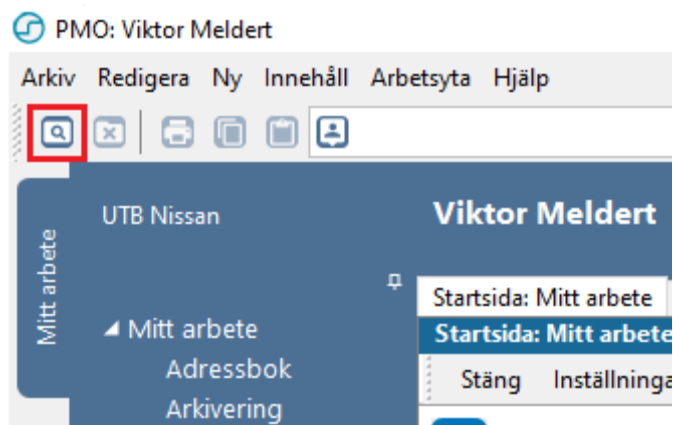 PMO: Viktor Meldert
Arkiv Redigera Ny Innehåll Arbetsyta Hjälp
Mitt arbete
UTB Nissan
Viktor Meldert
Startsida: Mitt arbete
Mitt arbete
Startsida: Mitt arbete
Adressbok
Stäng Inställninga
Arkivering